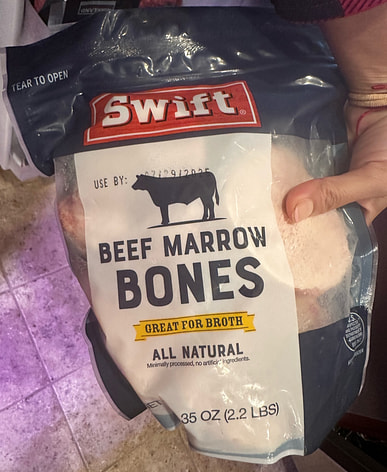 TEAR TO OPEN
Swift®
USE BY:
BEEF MARROW
BONES
GREAT FOR BROTH
ALL NATURAL
Minimally processed, no artificial ingredients.
35 OZ (2.2 LBS)